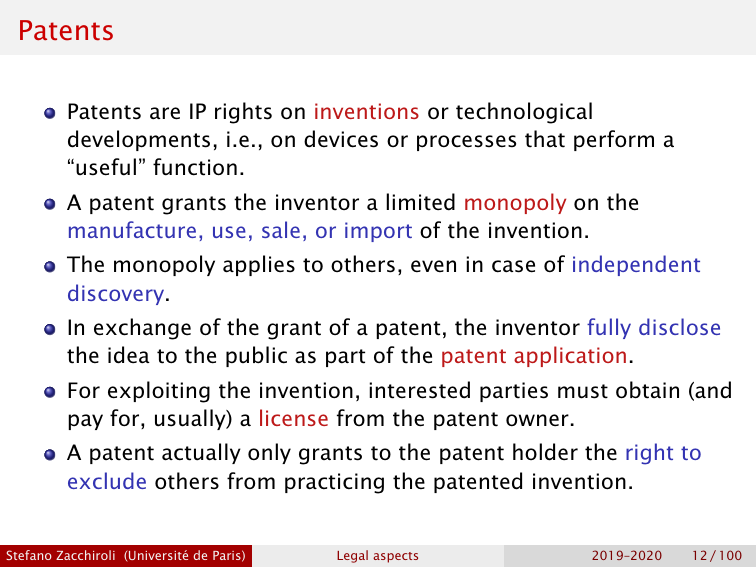 Patents
Patents are IP rights on inventions or technological
developments, i.e., on devices or processes that perform a
“useful” function.
A patent grants the inventor a limited monopoly on the
manufacture, use, sale, or import of the invention.
The monopoly applies to others, even in case of independent
discovery.
In exchange of the grant of a patent, the inventor fully disclose
the idea to the public as part of the patent application.
For exploiting the invention, interested parties must obtain (and
pay for, usually) a license from the patent owner.
A patent actually only grants to the patent holder the right to
exclude others from practicing the patented invention.
Stefano Zacchiroli (Université de Paris) Legal aspects 2019–2020 12 / 100